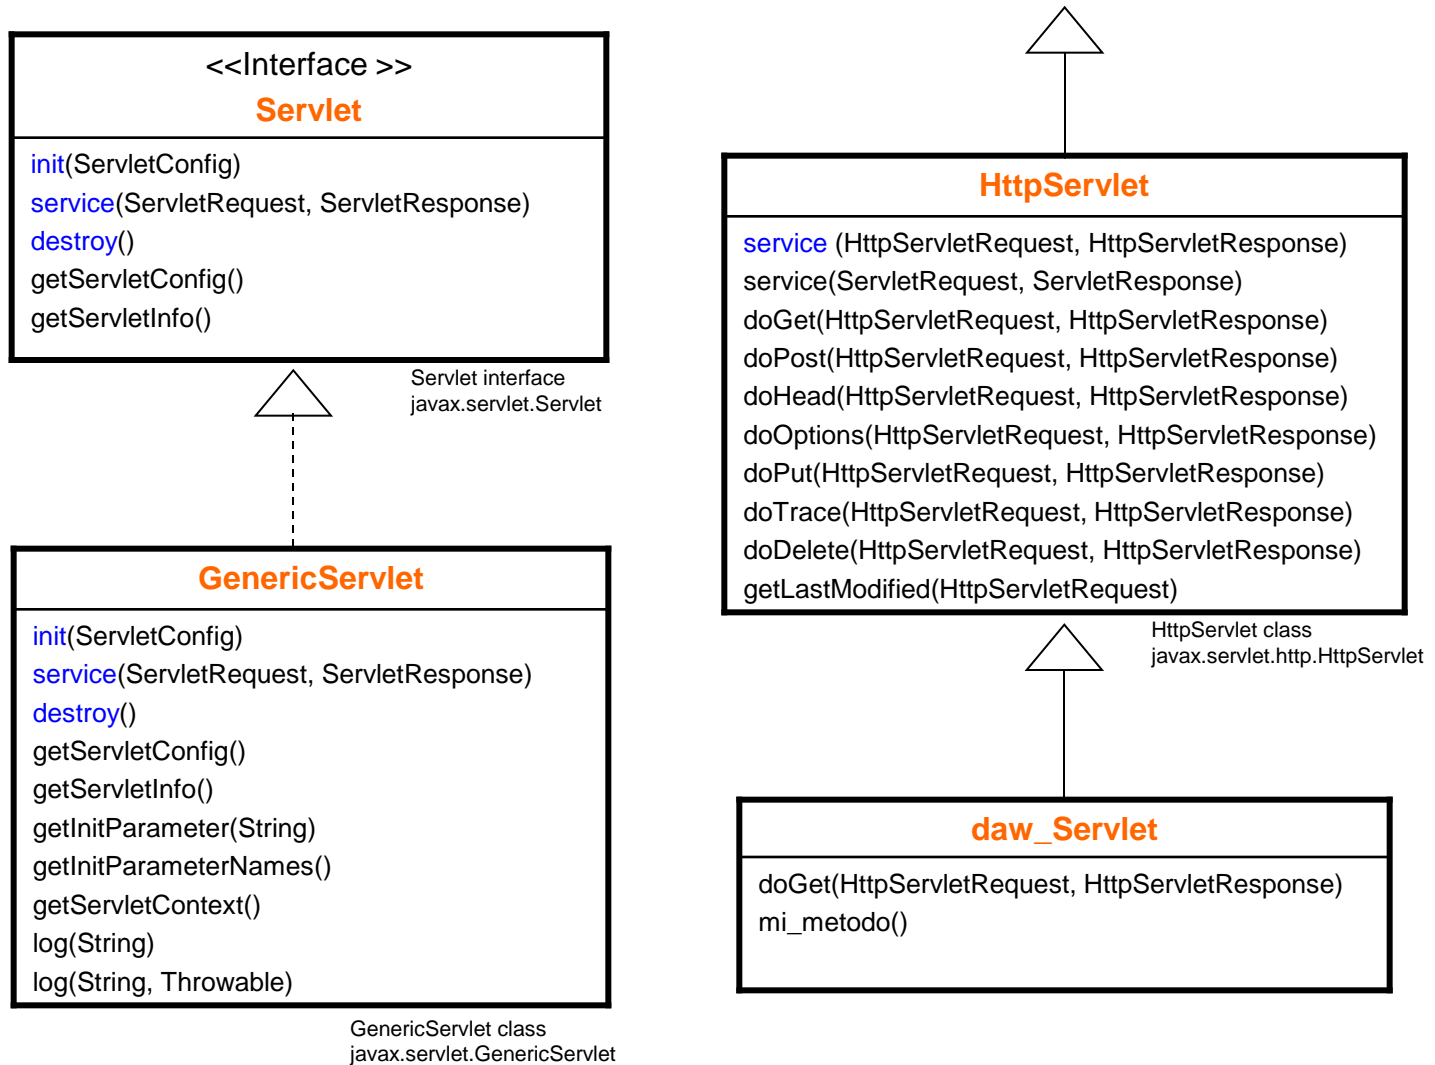 <<Interface >>
Servlet
init(ServletConfig)
service(ServletRequest, ServletResponse)
destroy()
getServletConfig()
getServletInfo()
Servlet interface
javax.servlet.Servlet
GenericServlet
init(ServletConfig)
service(ServletRequest, ServletResponse)
destroy()
getServletConfig()
getServletInfo()
getInitParameter(String)
getInitParameterNames()
getServletContext()
log(String)
log(String, Throwable)
GenericServlet class
javax.servlet.GenericServlet
HttpServlet
service (HttpServletRequest, HttpServletResponse)
service(ServletRequest, ServletResponse)
doGet(HttpServletRequest, HttpServletResponse)
doPost(HttpServletRequest, HttpServletResponse)
doHead(HttpServletRequest, HttpServletResponse)
doOptions(HttpServletRequest, HttpServletResponse)
doPut(HttpServletRequest, HttpServletResponse)
doTrace(HttpServletRequest, HttpServletResponse)
doDelete(HttpServletRequest, HttpServletResponse)
getLastModified(HttpServletRequest)
HttpServlet class
javax.servlet.http.HttpServlet
daw_Servlet
doGet(HttpServletRequest, HttpServletResponse)
mi_metodo()